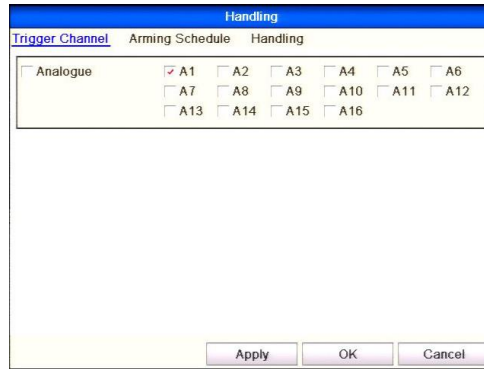 Handling
Trigger Channel Arming Schedule Handling
Analogue A1 A2 A3 A4 A5 A6
A7 A8 A9 A10 A11 A12
A13 A14 A15 A16
Apply OK Cancel